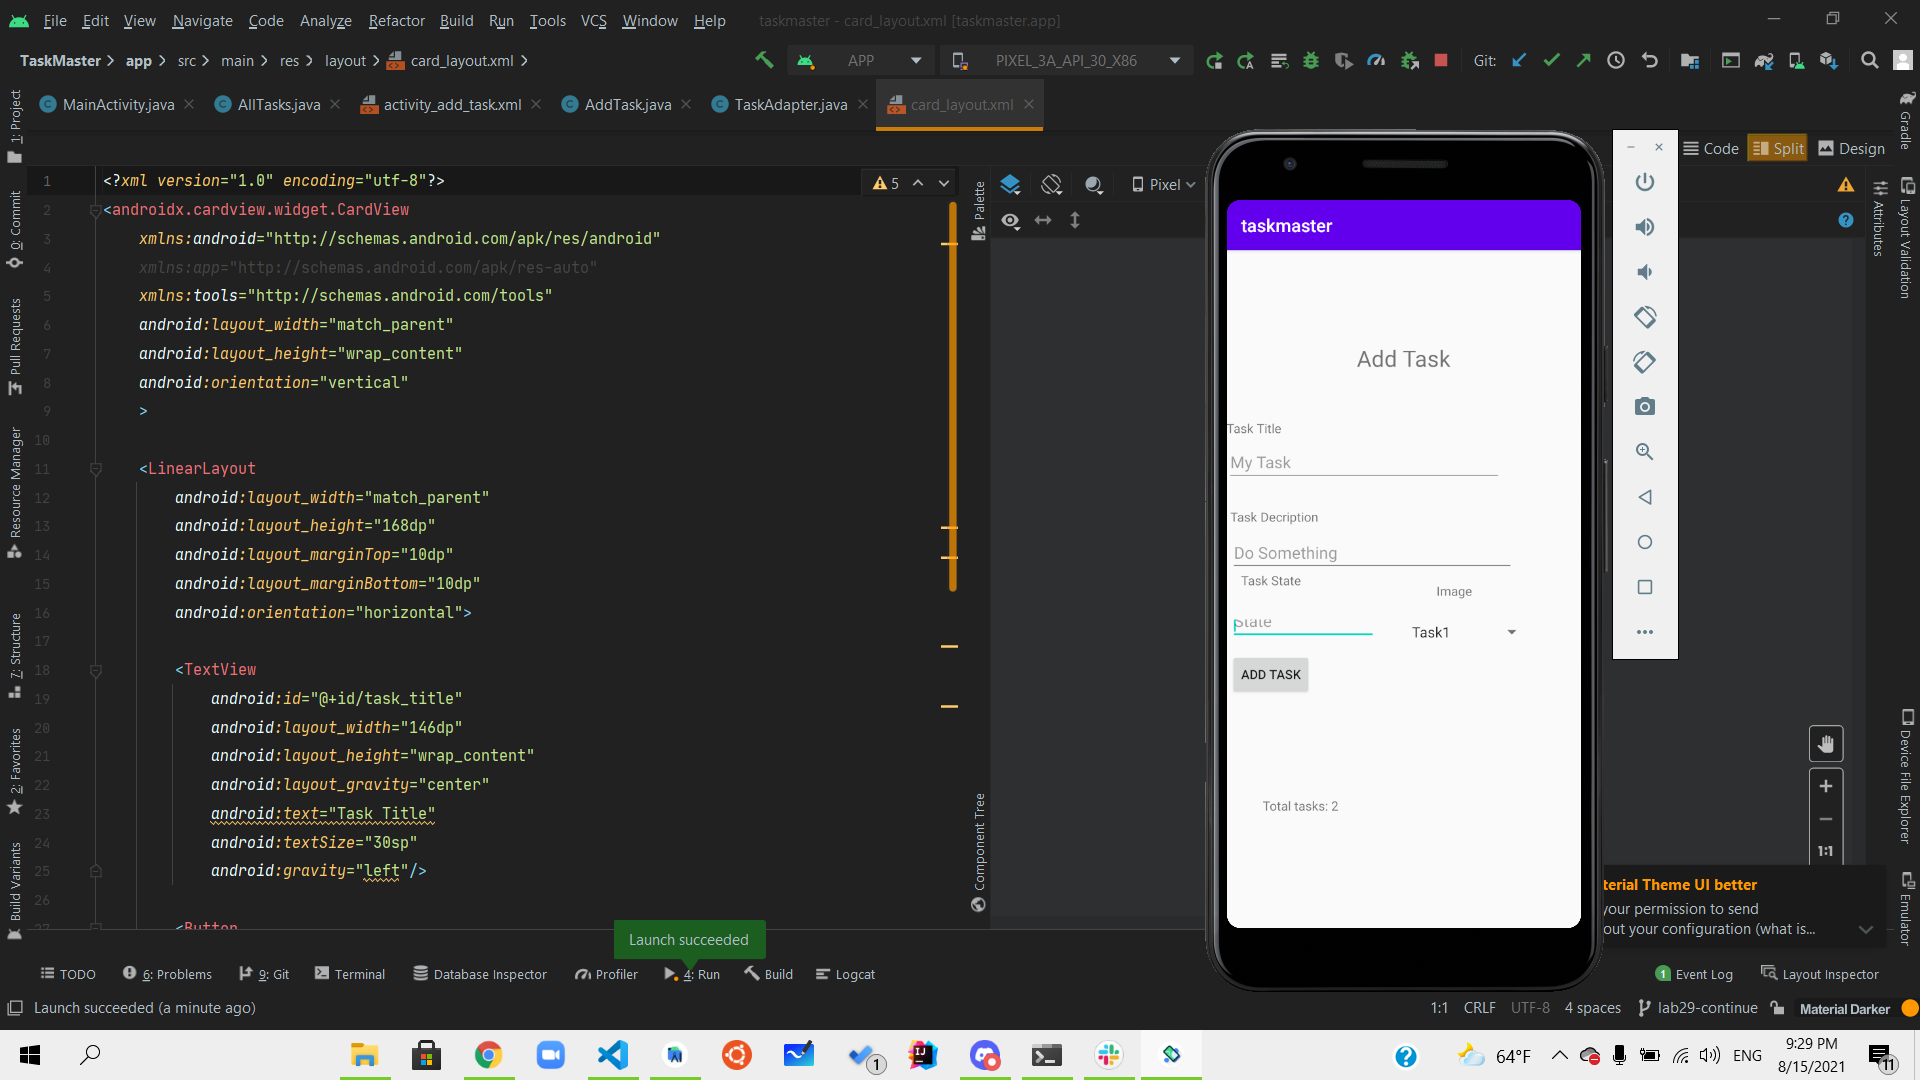 File Edit View Navigate Code Analyze Refactor Build Run Tools VCS Window Help taskmaster - card_layout.xml [taskmaster.app]
TaskMaster app src main res layout card_layout.xml APP PIXEL_3A_API_30_X86 Git:
MainActivity.java AllTasks.java activity_add_task.xml AddTask.java TaskAdapter.java card_layout.xml
Code Split Design
1: Project
0: Commit
Pull Requests
Resource Manager
7: Structure
2: Favorites
Build Variants
1 <?xml version="1.0" encoding="utf-8"?>
2 <androidx.cardview.widget.CardView
3 xmlns:android="http://schemas.android.com/apk/res/android"
4 xmlns:app="http://schemas.android.com/apk/res-auto"
5 xmlns:tools="http://schemas.android.com/tools"
6 android:layout_width="match_parent"
7 android:layout_height="wrap_content"
8 android:orientation="vertical"
9 >
10
11 <LinearLayout
12 android:layout_width="match_parent"
13 android:layout_height="168dp"
14 android:layout_marginTop="10dp"
15 android:layout_marginBottom="10dp"
16 android:orientation="horizontal">
17
18 <TextView
19 android:id="@+id/task_title"
20 android:layout_width="146dp"
21 android:layout_height="wrap_content"
22 android:layout_gravity="center"
23 android:text="Task Title"
24 android:textSize="30sp"
25 android:gravity="left"/>
26
27 <Button
5
Palette
Pixel
Component Tree
taskmaster
Add Task
Task Title
My Task
Task Decription
Do Something
Task State
Image
State
Task1
ADD TASK
Total tasks: 2
Gradle
Layout Validation
Attributes
Device File Explorer
Emulator
1:1
terial Theme UI better
your permission to send
out your configuration (what is...
Launch succeeded
TODO 6: Problems 9: Git Terminal Database Inspector Profiler 4: Run Build Logcat 1 Event Log Layout Inspector
Launch succeeded (a minute ago) 1:1 CRLF UTF-8 4 spaces lab29-continue Material Darker
1 64°F ENG 9:29 PM
8/15/2021 11